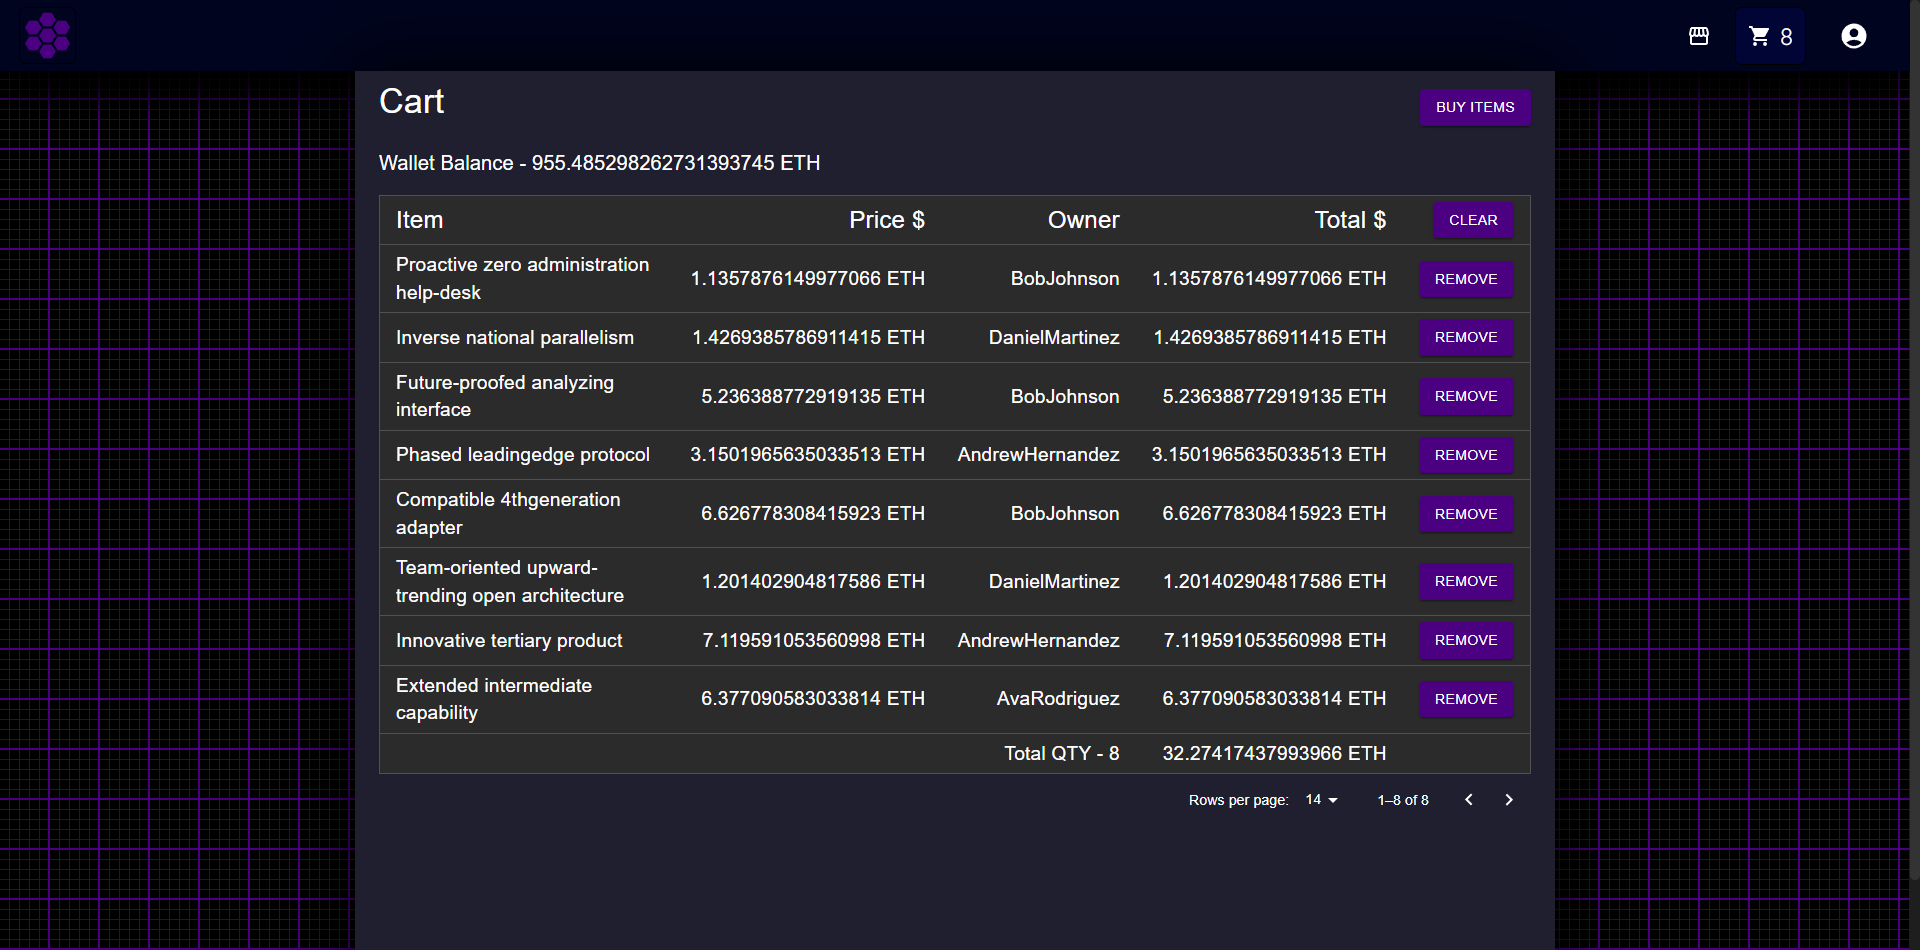 8
Cart
BUY ITEMS
Wallet Balance - 955.485298262731393745 ETH
Item Price $ Owner Total $ CLEAR
Proactive zero administration
help-desk
1.1357876149977066 ETH BobJohnson 1.1357876149977066 ETH REMOVE
Inverse national parallelism 1.4269385786911415 ETH DanielMartinez 1.4269385786911415 ETH REMOVE
Future-proofed analyzing
interface
5.236388772919135 ETH BobJohnson 5.236388772919135 ETH REMOVE
Phased leadingedge protocol 3.1501965635033513 ETH AndrewHernandez 3.1501965635033513 ETH REMOVE
Compatible 4thgeneration
adapter
6.626778308415923 ETH BobJohnson 6.626778308415923 ETH REMOVE
Team-oriented upward-
trending open architecture
1.201402904817586 ETH DanielMartinez 1.201402904817586 ETH REMOVE
Innovative tertiary product 7.119591053560998 ETH AndrewHernandez 7.119591053560998 ETH REMOVE
Extended intermediate
capability
6.377090583033814 ETH AvaRodriguez 6.377090583033814 ETH REMOVE
Total QTY - 8 32.27417437993966 ETH
Rows per page: 14 1–8 of 8